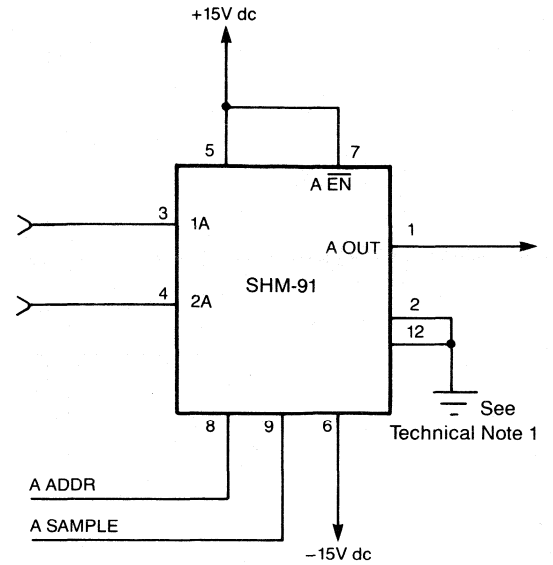 +15V dc
5
7
A EN
3
1A
1
A OUT
SHM-91
4
2A
2
12
See
Technical Note 1
8
9
6
A ADDR
A SAMPLE
–15V dc